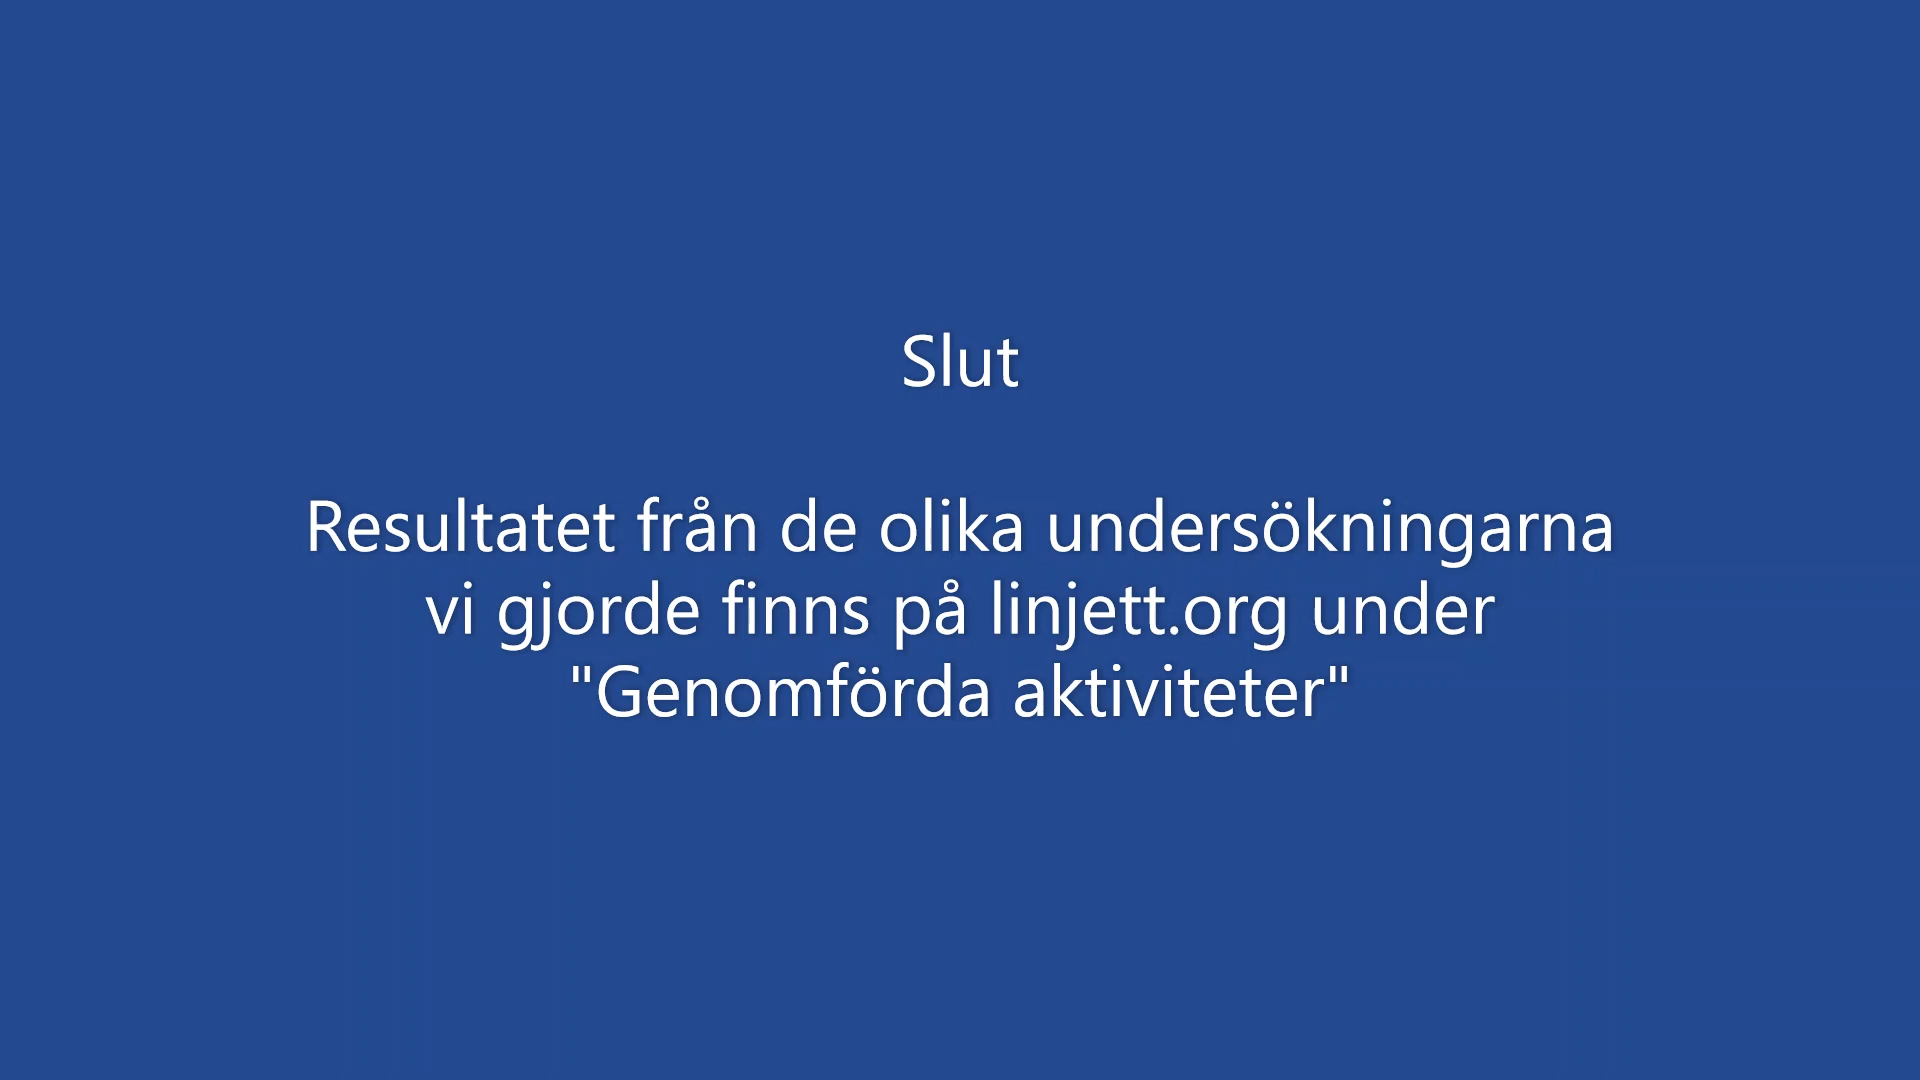 Slut
Resultatet från de olika undersökningarna
vi gjorde finns på linjett.org under
"Genomförda aktiviteter"